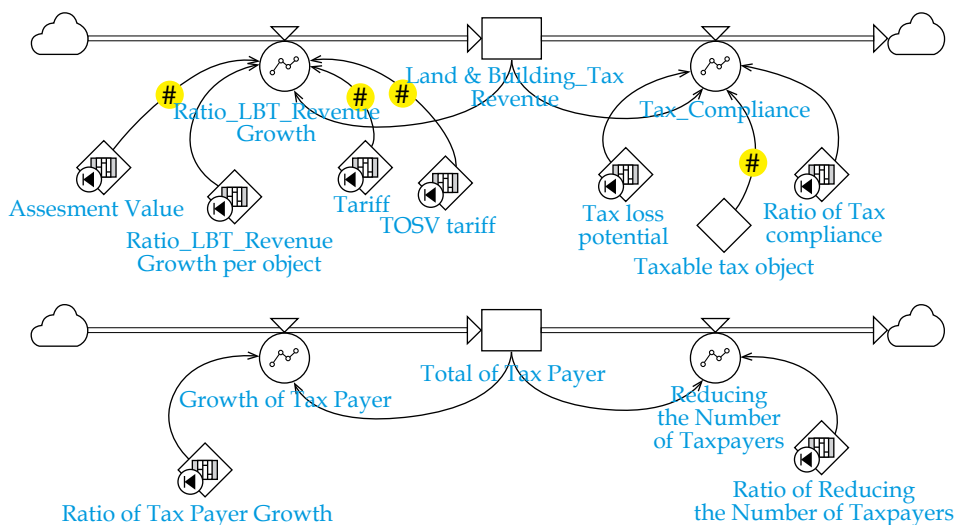 Land & Building_Tax
Revenue
Ratio_LBT_Revenue
Growth
Tax_Compliance
#
#
#
#
Assesment Value
Ratio_LBT_Revenue
Growth per object
Tariff
TOSV tariff
Tax loss
potential
Taxable tax object
Ratio of Tax
compliance
Growth of Tax Payer
Total of Tax Payer
Reducing
the Number
of Taxpayers
Ratio of Tax Payer Growth
Ratio of Reducing
the Number of Taxpayers